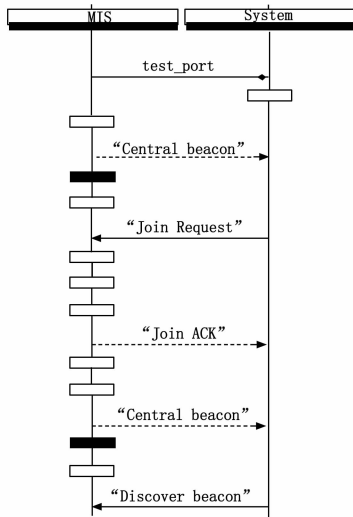 MIS
System
test_port
“Central beacon”
“Join Request”
“Join ACK”
“Central beacon”
“Discover beacon”